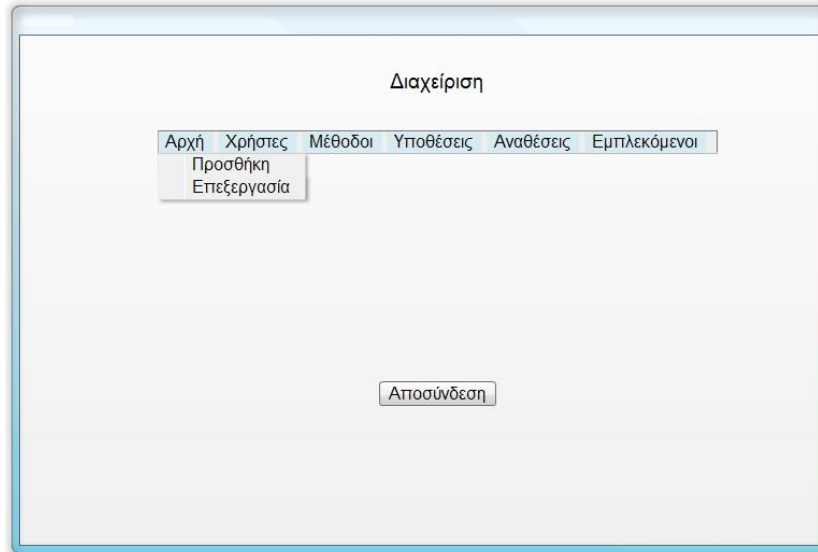 Διαχείριση
Αρχή Χρήστες Μέθοδοι Υποθέσεις Αναθέσεις Εμπλεκόμενοι
Προσθήκη
Επεξεργασία
Αποσύνδεση